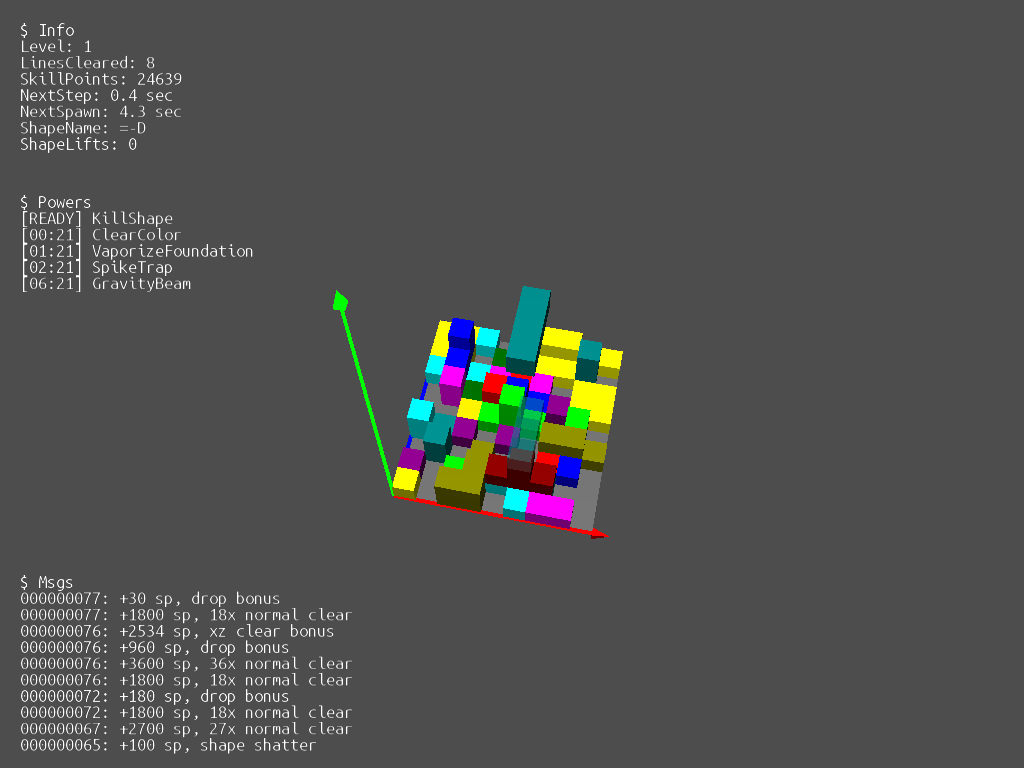 $ Info
Level: 1
LinesCleared: 8
SkillPoints: 24639
NextStep: 0.4 sec
NextSpawn: 4.3 sec
ShapeName: =-D
ShapeLifts: 0
$ Powers
[READY] KillShape
[00:21] ClearColor
[01:21] VaporizeFoundation
[02:21] SpikeTrap
[06:21] GravityBeam
$ Msgs
000000077: +30 sp, drop bonus
000000077: +1800 sp, 18x normal clear
000000076: +2534 sp, xz clear bonus
000000076: +960 sp, drop bonus
000000076: +3600 sp, 36x normal clear
000000076: +1800 sp, 18x normal clear
000000072: +180 sp, drop bonus
000000072: +1800 sp, 18x normal clear
000000067: +2700 sp, 27x normal clear
000000065: +100 sp, shape shatter